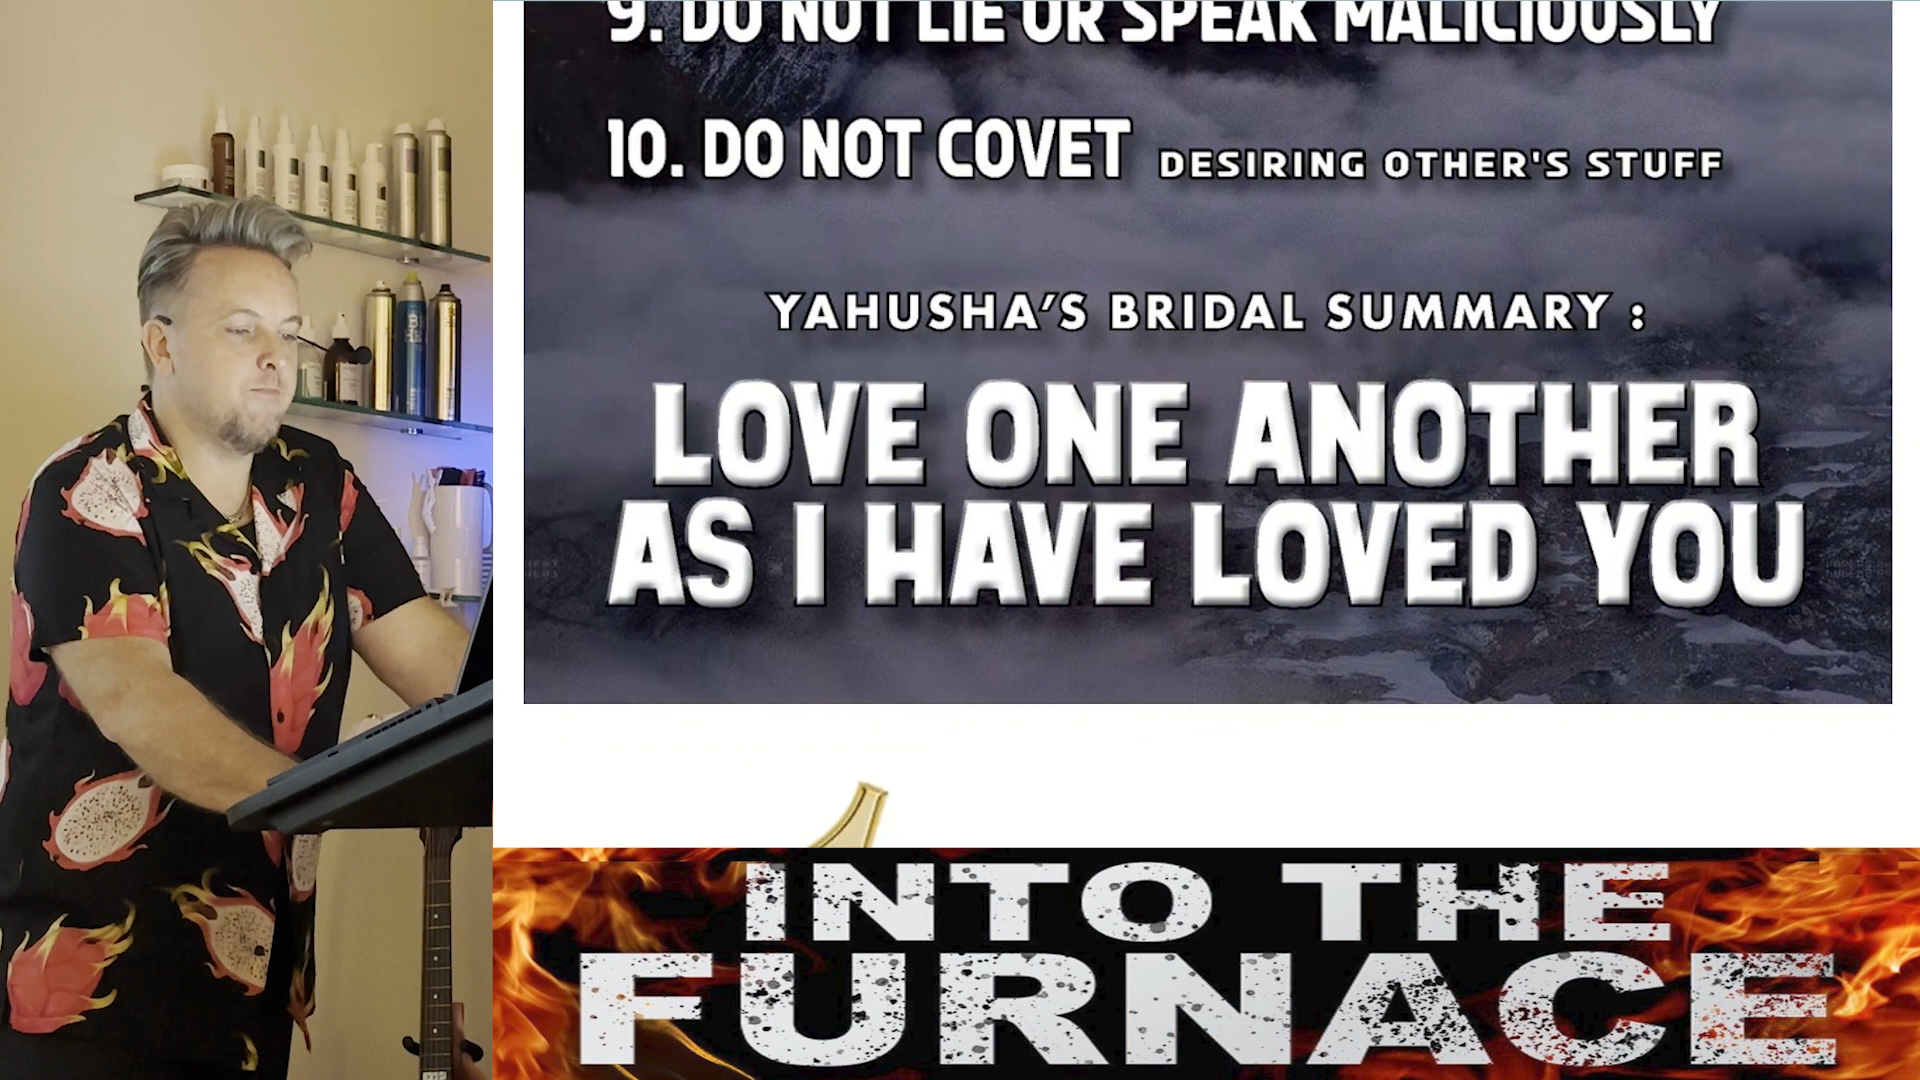 9. DO NOT LIE OR SPEAK MALICIOUSLY
10. DO NOT COVET DESIRING OTHER'S STUFF
YAHUSHA'S BRIDAL SUMMARY :
LOVE ONE ANOTHER
AS I HAVE LOVED YOU
INTO THE
FURNACE